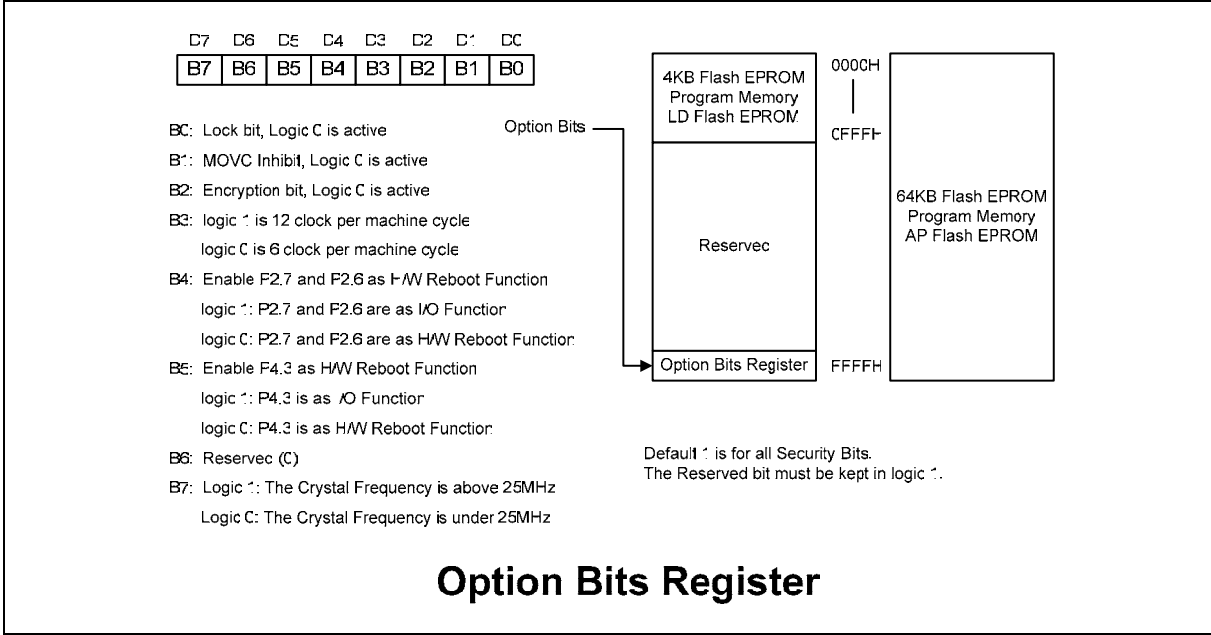 D7 D6 D5 D4 D3 D2 D1 D0
B7 B6 B5 B4 B3 B2 B1 B0
B0: Lock bit, Logic 0 is active
B1: MOVC Inhibit, Logic 0 is active
B2: Encryption bit, Logic 0 is active
B3: logic 1 is 12 clock per machine cycle
logic 0 is 6 clock per machine cycle
B4: Enable P2.7 and P2.6 as H/W Reboot Function
logic 1: P2.7 and P2.6 are as I/O Function
logic 0: P2.7 and P2.6 are as H/W Reboot Function
B5: Enable P4.3 as H/W Reboot Function
logic 1: P4.3 is as I/O Function
logic 0: P4.3 is as H/W Reboot Function
B6: Reserved (0)
B7: Logic 1: The Crystal Frequency is above 25MHz
Logic 0: The Crystal Frequency is under 25MHz
Option Bits
4KB Flash EPROM
Program Memory
LD Flash EPROM
Reserved
Option Bits Register
0000H
0FFFH
FFFFH
64KB Flash EPROM
Program Memory
AP Flash EPROM
Default 1 is for all Security Bits.
The Reserved bit must be kept in logic 1.
Option Bits Register